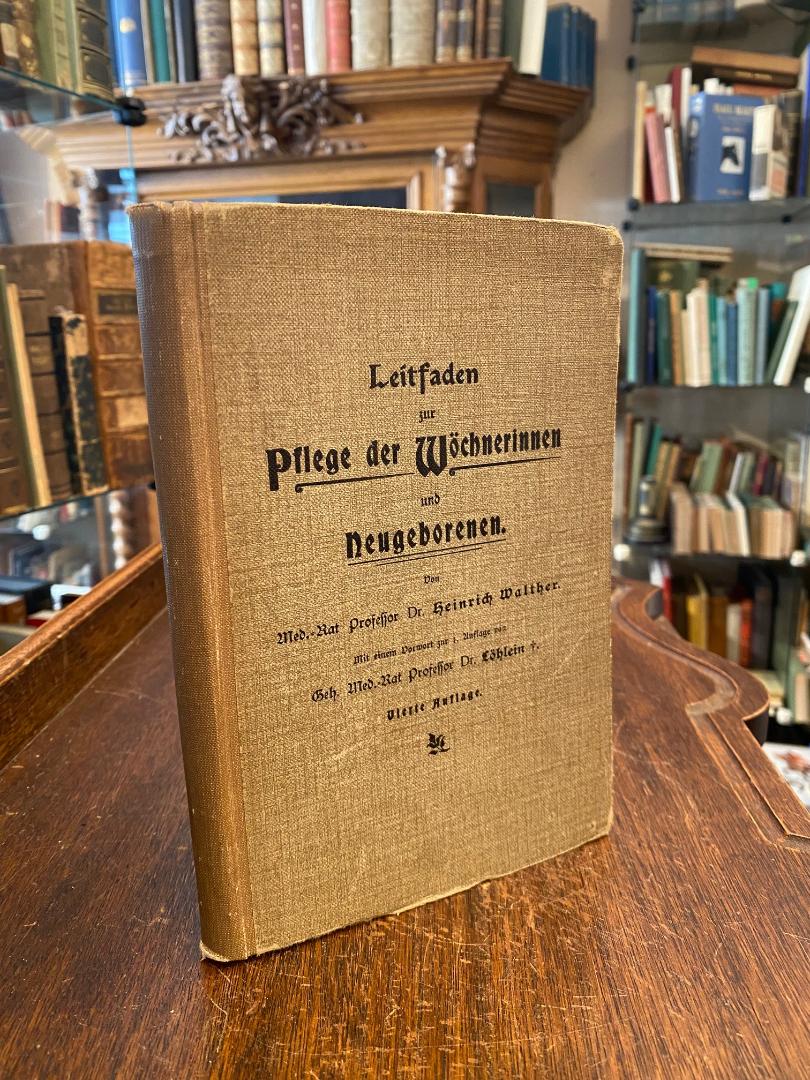 Leitfaden
zur
Pflege der Wöchnerinnen
und
Neugeborenen.
Von
Med.-Rat Professor Dr. Heinrich Walther.
Mit einem Vorwort zur 1. Auflage von
Geh. Med.-Rat Professor Dr. Löhlein †.
Vierte Auflage.